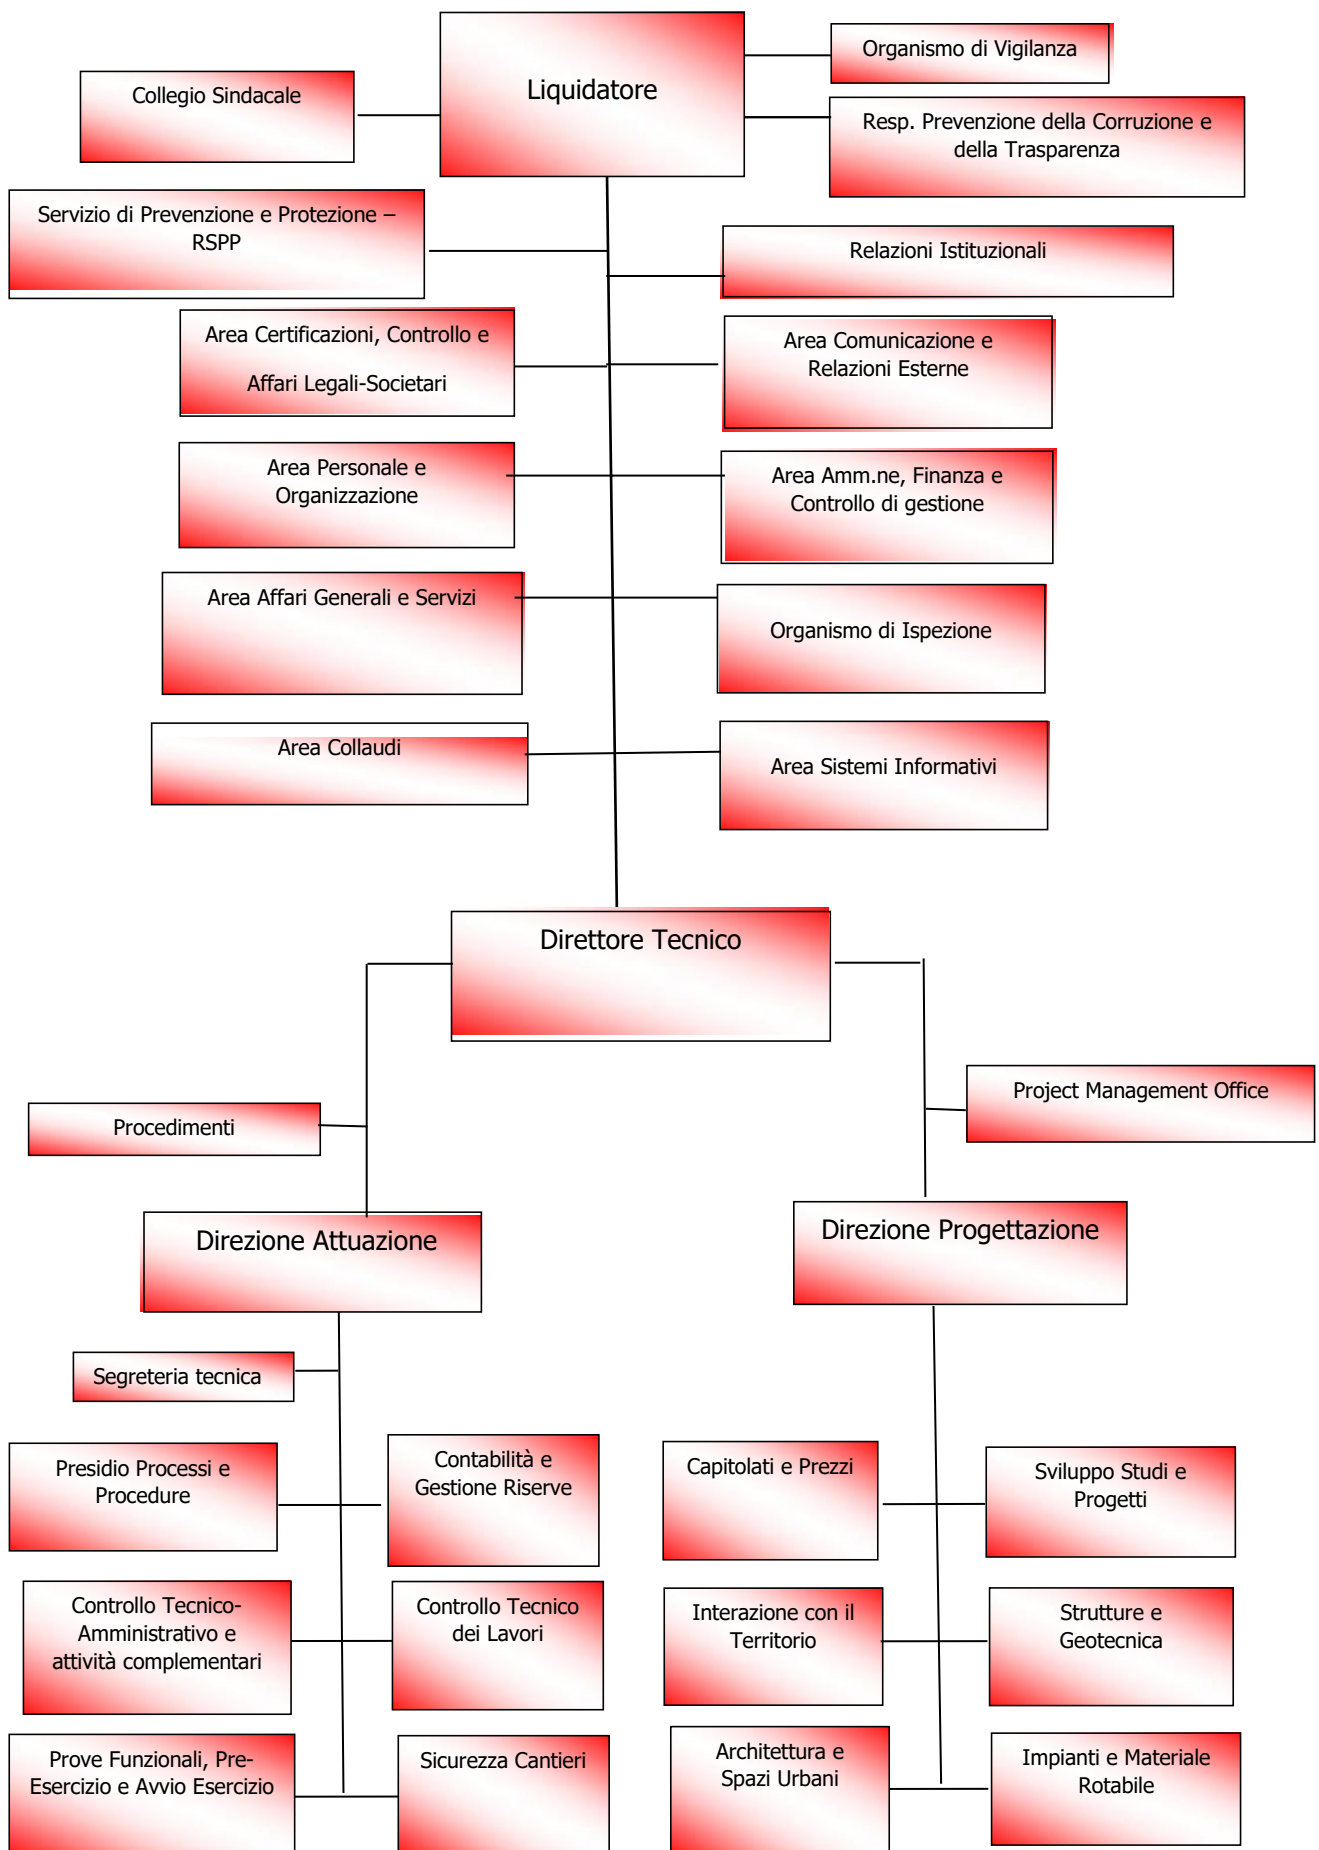 Liquidatore
Organismo di Vigilanza
Collegio Sindacale
Resp. Prevenzione della Corruzione e
della Trasparenza
Servizio di Prevenzione e Protezione –
RSPP
Relazioni Istituzionali
Area Certificazioni, Controllo e
Affari Legali-Societari
Area Comunicazione e
Relazioni Esterne
Area Personale e
Organizzazione
Area Amm.ne, Finanza e
Controllo di gestione
Area Affari Generali e Servizi
Organismo di Ispezione
Area Collaudi
Area Sistemi Informativi
Direttore Tecnico
Procedimenti
Project Management Office
Direzione Attuazione
Direzione Progettazione
Segreteria tecnica
Presidio Processi e
Procedure
Contabilità e
Gestione Riserve
Capitolati e Prezzi
Sviluppo Studi e
Progetti
Controllo Tecnico-
Amministrativo e
attività complementari
Controllo Tecnico
dei Lavori
Interazione con il
Territorio
Strutture e
Geotecnica
Prove Funzionali, Pre-
Esercizio e Avvio Esercizio
Sicurezza Cantieri
Architettura e
Spazi Urbani
Impianti e Materiale
Rotabile